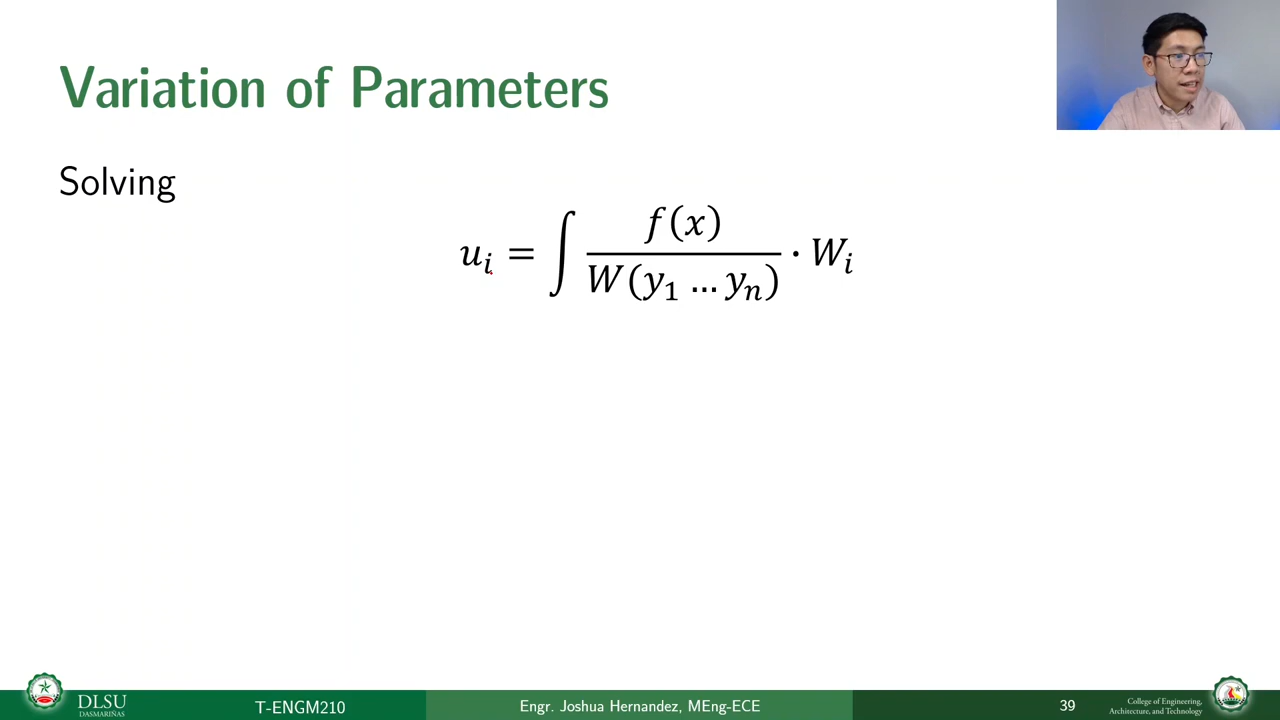 Variation of Parameters
Solving
u_i = ∫ f(x) / W(y_1 … y_n) · W_i
DLSU
DASMARIÑAS
T-ENGM210
Engr. Joshua Hernandez, MEng-ECE
39
College of Engineering,
Architecture, and Technology